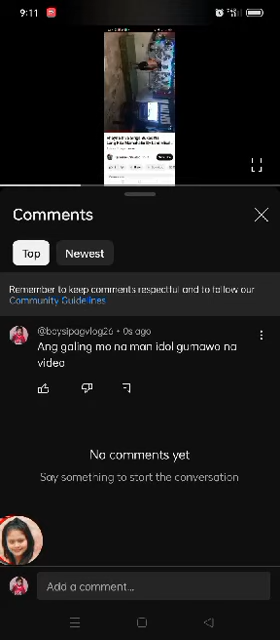 9:11
Comments
Top
Newest
Remember to keep comments respectful and to follow our
Community Guidelines
@boysipagvlog26 • 0s ago
Ang galing mo na man idol gumawo na
video
No comments yet
Say something to start the conversation
Add a comment...